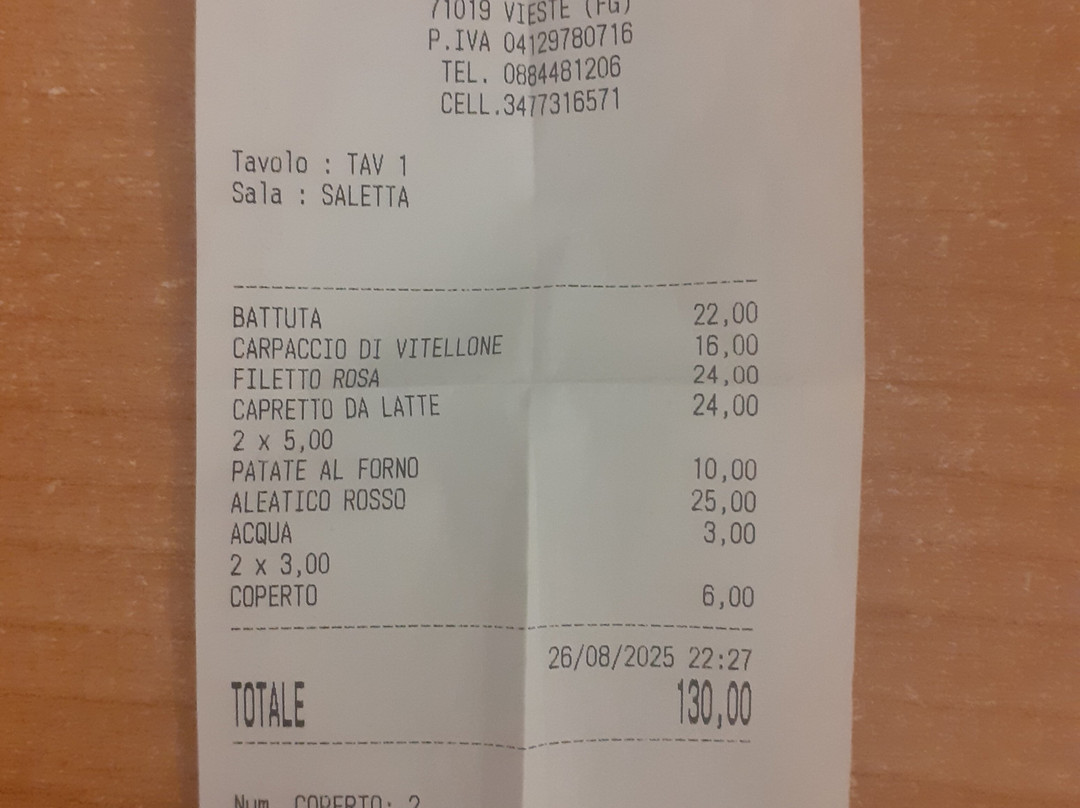 71019 VIESTE (FG)
P.IVA 04129780716
TEL. 0884481206
CELL.3477316571
Tavolo : TAV 1
Sala : SALETTA
BATTUTA 22,00
CARPACCIO DI VITELLONE 16,00
FILETTO ROSA 24,00
CAPRETTO DA LATTE 24,00
2 x 5,00
PATATE AL FORNO 10,00
ALEATICO ROSSO 25,00
ACQUA 3,00
2 x 3,00
COPERTO 6,00
26/08/2025 22:27
TOTALE 130,00
Num. COPERTO: 2